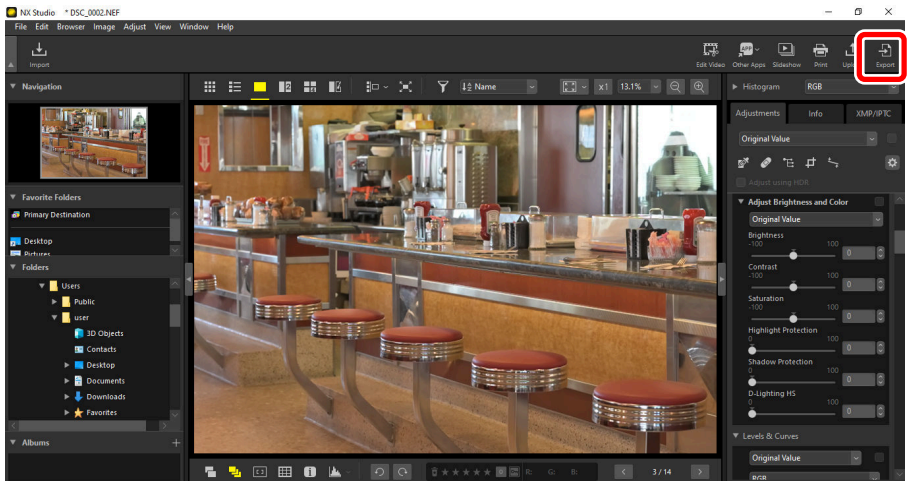 NX Studio * DSC_0002.NEF
File Edit Browser Image Adjust View Window Help
Import
Edit Video Other Apps Slideshow Print Export
APP
Navigation
Name
x1 13.1%
Histogram RGB
Adjustments Info XMP/IPTC
Original Value
Adjust using HDR
Favorite Folders
Primary Destination
Desktop
Pictures
Folders
Users
Public
user
3D Objects
Contacts
Desktop
Documents
Downloads
Favorites
Albums
Adjust Brightness and Color
Original Value
Brightness
-100 100
0
Contrast
-100 100
0
Saturation
-100 100
0
Highlight Protection
0 100
0
Shadow Protection
0 100
0
D-Lighting HS
0 100
0
Levels & Curves
Original Value
RGB
R: G: B:
3 / 14